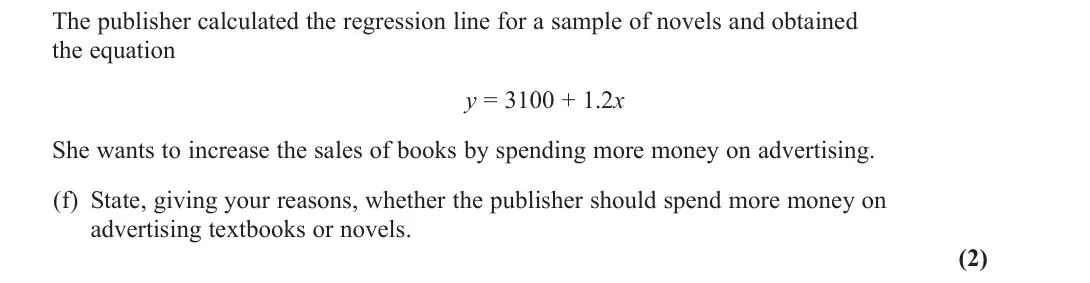 The publisher calculated the regression line for a sample of novels and obtained
the equation
y = 3100 + 1.2x
She wants to increase the sales of books by spending more money on advertising.
(f) State, giving your reasons, whether the publisher should spend more money on
advertising textbooks or novels.
(2)